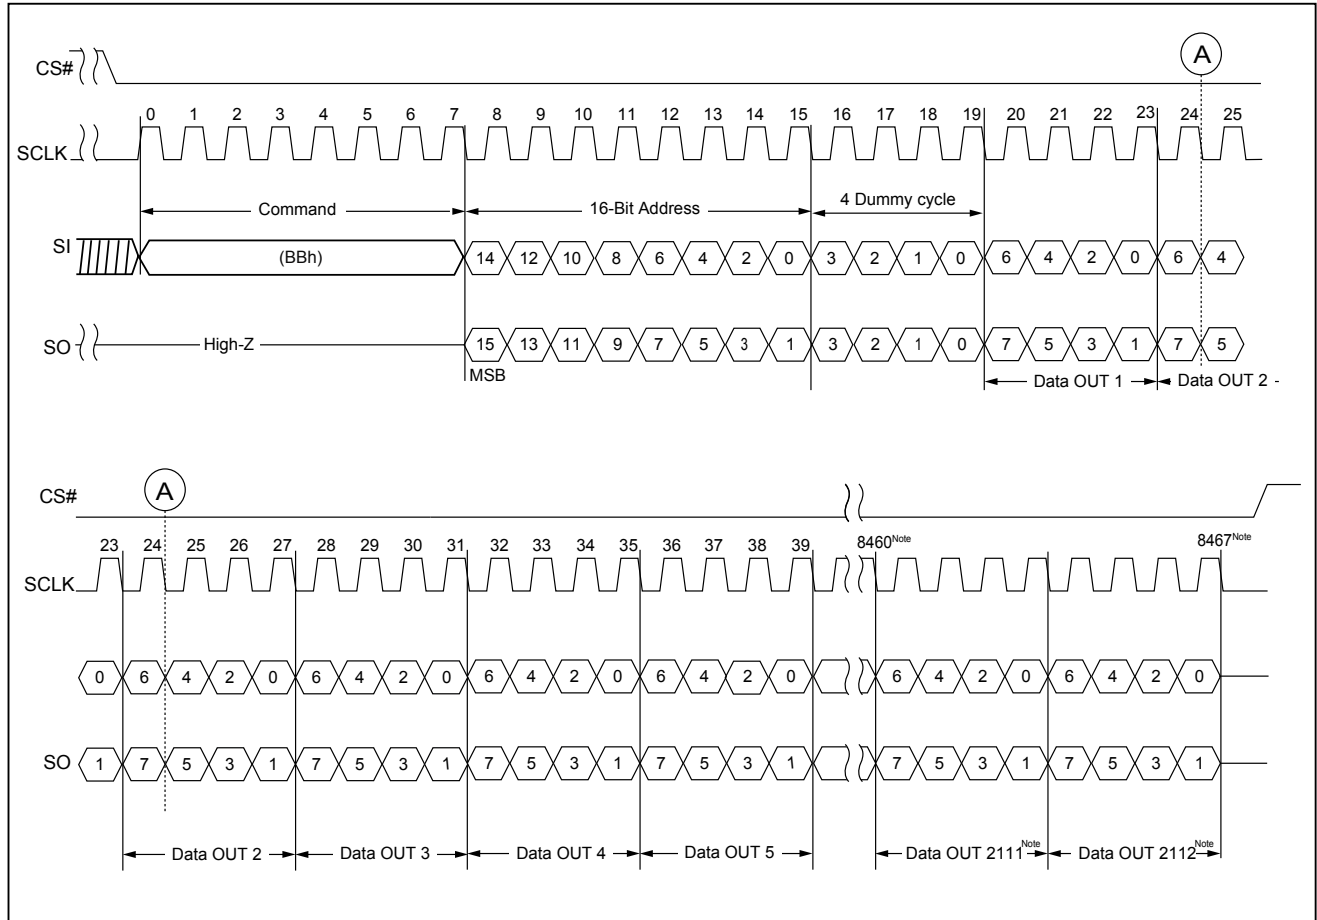 A
CS#
0 1 2 3 4 5 6 7 8 9 10 11 12 13 14 15 16 17 18 19 20 21 22 23 24 25
SCLK
Command 16-Bit Address 4 Dummy cycle
SI (BBh) 14 12 10 8 6 4 2 0 3 2 1 0 6 4 2 0 6 4
SO High-Z 15 13 11 9 7 5 3 1 3 2 1 0 7 5 3 1 7 5
MSB
Data OUT 1 Data OUT 2
A
CS#
23 24 25 26 27 28 29 30 31 32 33 34 35 36 37 38 39 8460Note 8467Note
SCLK
0 6 4 2 0 6 4 2 0 6 4 2 0 6 4 2 0 6 4 2 0 6 4 2 0
SO 1 7 5 3 1 7 5 3 1 7 5 3 1 7 5 3 1 7 5 3 1 7 5 3 1
Data OUT 2 Data OUT 3 Data OUT 4 Data OUT 5 Data OUT 2111Note Data OUT 2112Note